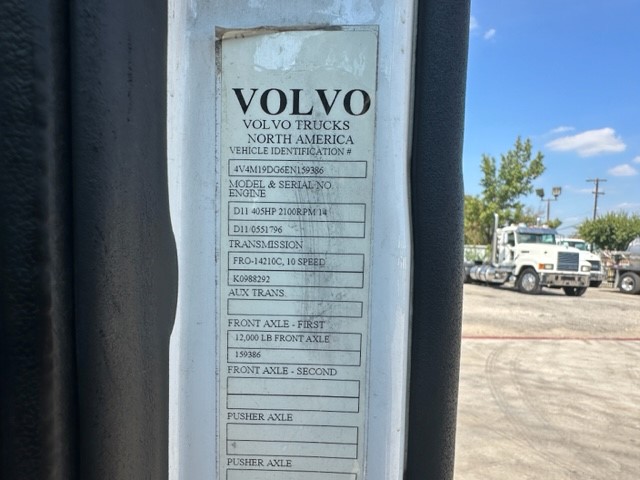 VOLVO
VOLVO TRUCKS
NORTH AMERICA
VEHICLE IDENTIFICATION #
4V4M19DG6EN159386
MODEL & SERIAL NO.
ENGINE
D11 405HP 2100RPM 14
D11/0551796
TRANSMISSION
FRO-14210C, 10 SPEED
K0988292
AUX TRANS.
FRONT AXLE - FIRST
12,000 LB FRONT AXLE
159386
FRONT AXLE - SECOND
PUSHER AXLE
PUSHER AXLE